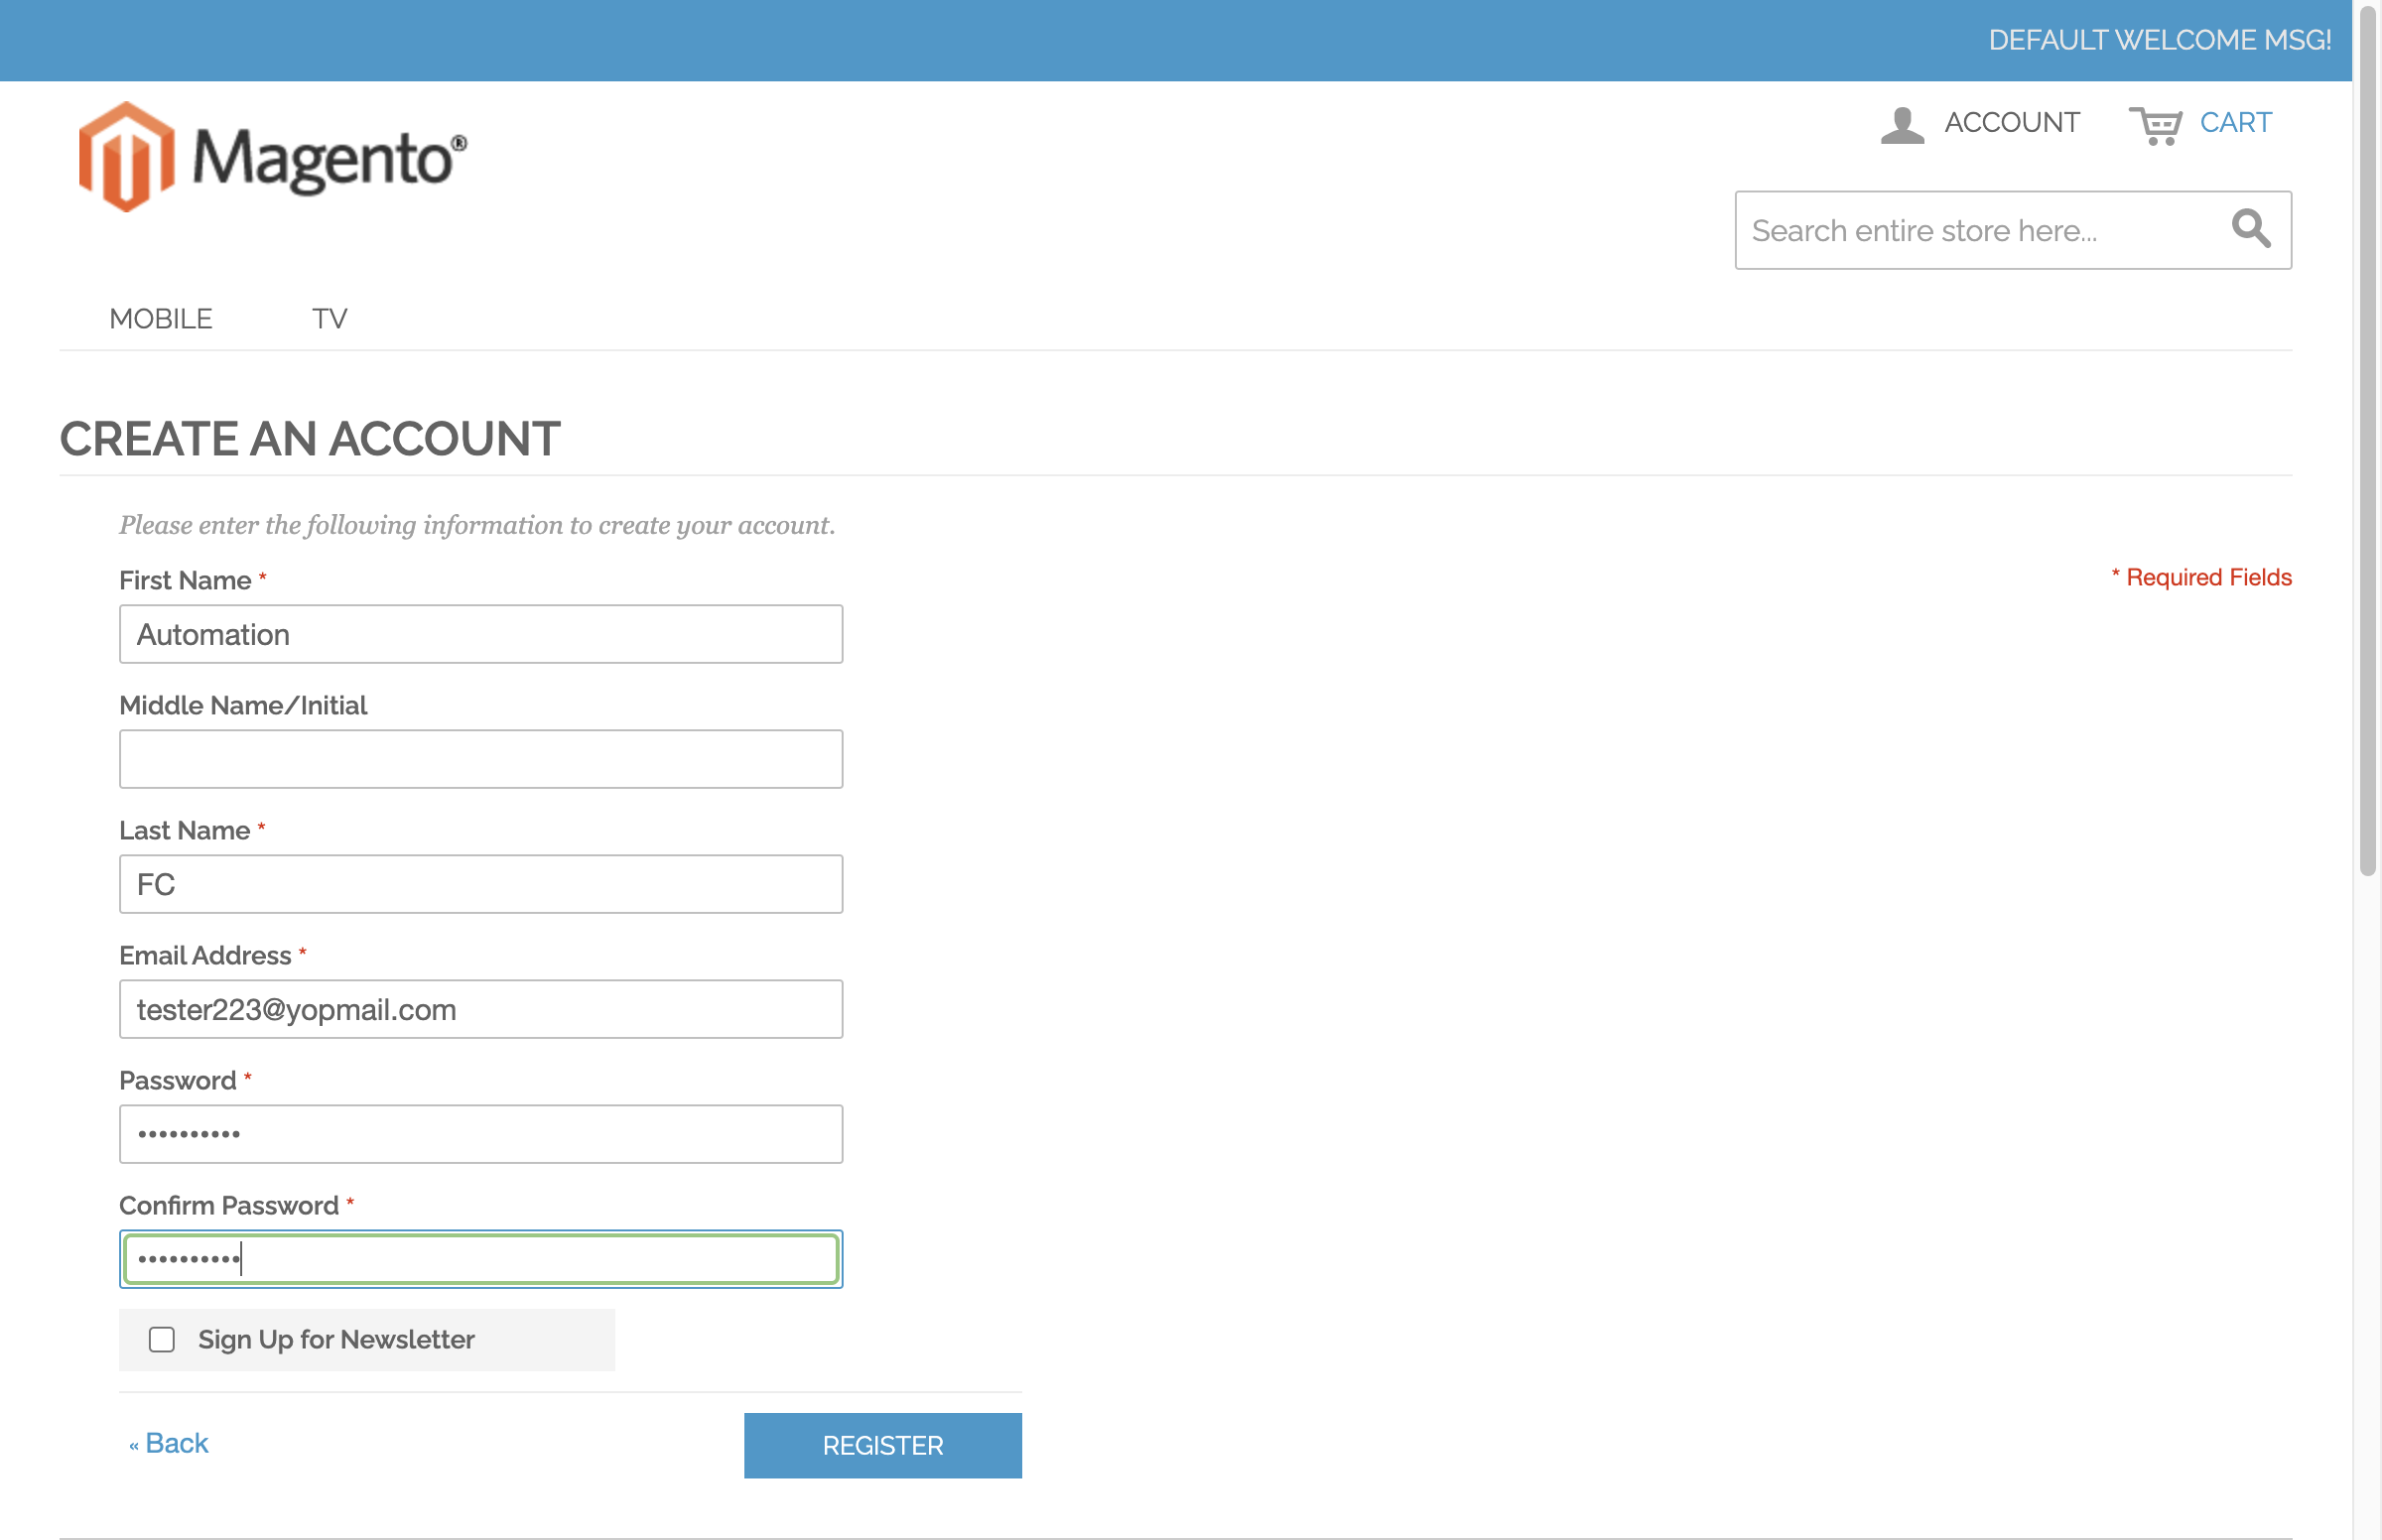 DEFAULT WELCOME MSG!
Magento®
ACCOUNT CART
Search entire store here...
MOBILE TV
CREATE AN ACCOUNT
Please enter the following information to create your account.
First Name *
* Required Fields
Automation
Middle Name/Initial
Last Name *
FC
Email Address *
tester223@yopmail.com
Password *
••••••••••
Confirm Password *
••••••••••
Sign Up for Newsletter
« Back
REGISTER